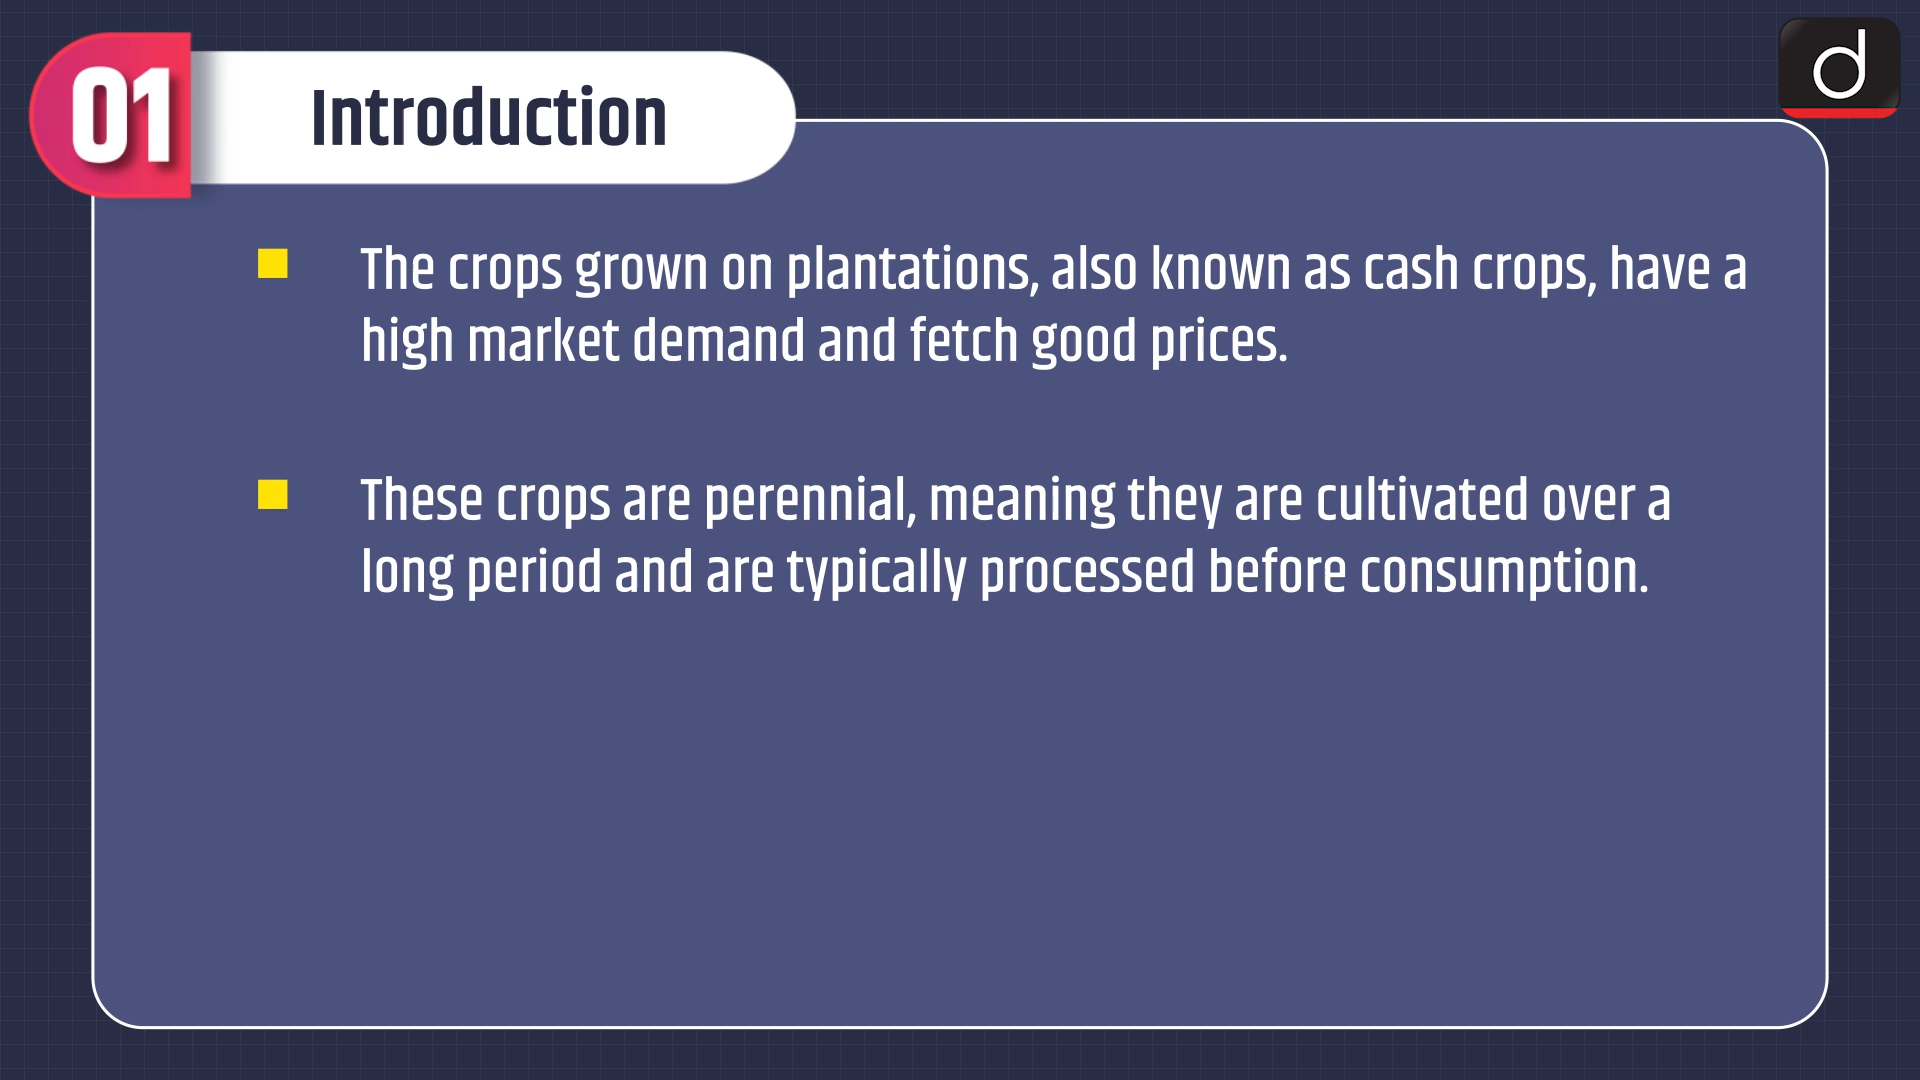 01
Introduction
The crops grown on plantations, also known as cash crops, have a
high market demand and fetch good prices.
These crops are perennial, meaning they are cultivated over a
long period and are typically processed before consumption.
d